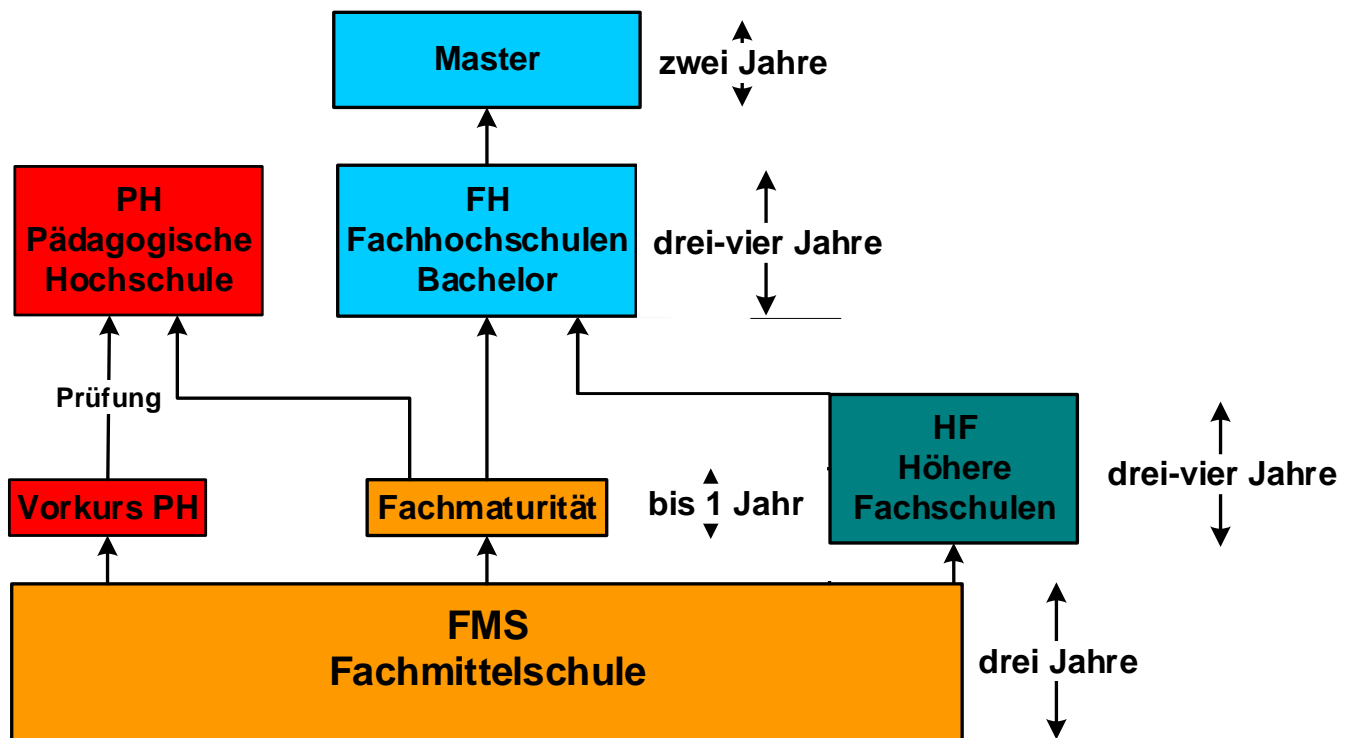 Master
zwei Jahre
PH
Pädagogische
Hochschule
FH
Fachhochschulen
Bachelor
drei-vier Jahre
Prüfung
HF
Höhere
Fachschulen
drei-vier Jahre
Vorkurs PH
Fachmaturität
bis 1 Jahr
FMS
Fachmittelschule
drei Jahre